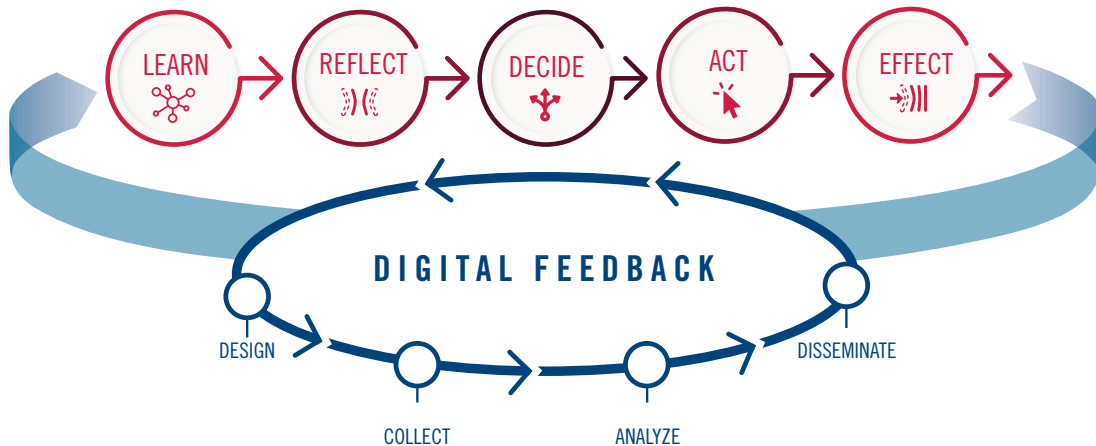 LEARN
REFLECT
DECIDE
ACT
EFFECT
DIGITAL FEEDBACK
DESIGN
DISSEMINATE
COLLECT
ANALYZE